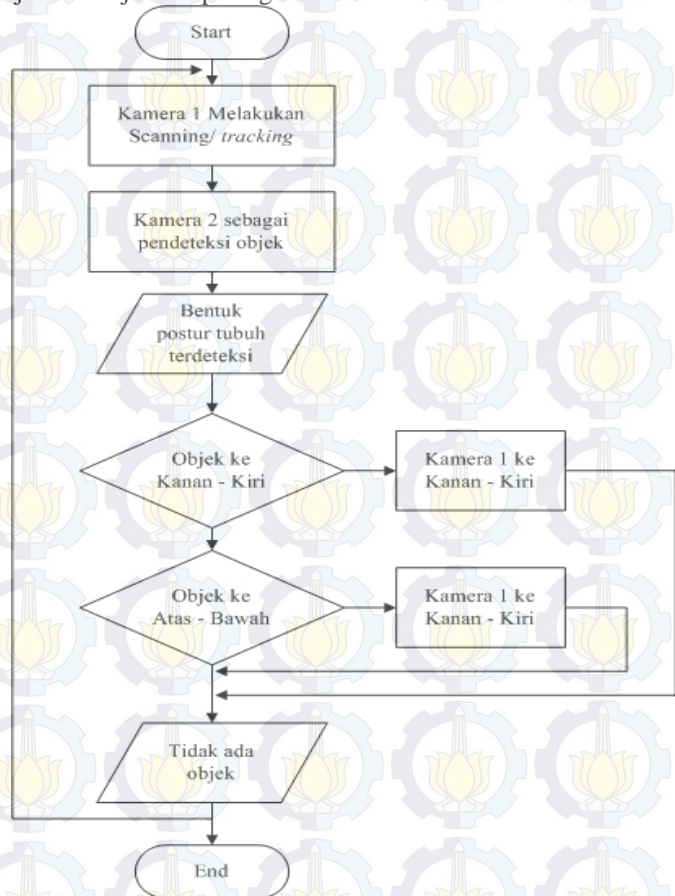 Start
Kamera 1 Melakukan
Scanning/ tracking
Kamera 2 sebagai
pendeteksi objek
Bentuk
postur tubuh
terdeteksi
Objek ke
Kanan - Kiri
Kamera 1 ke
Kanan - Kiri
Objek ke
Atas - Bawah
Kamera 1 ke
Kanan - Kiri
Tidak ada
objek
End